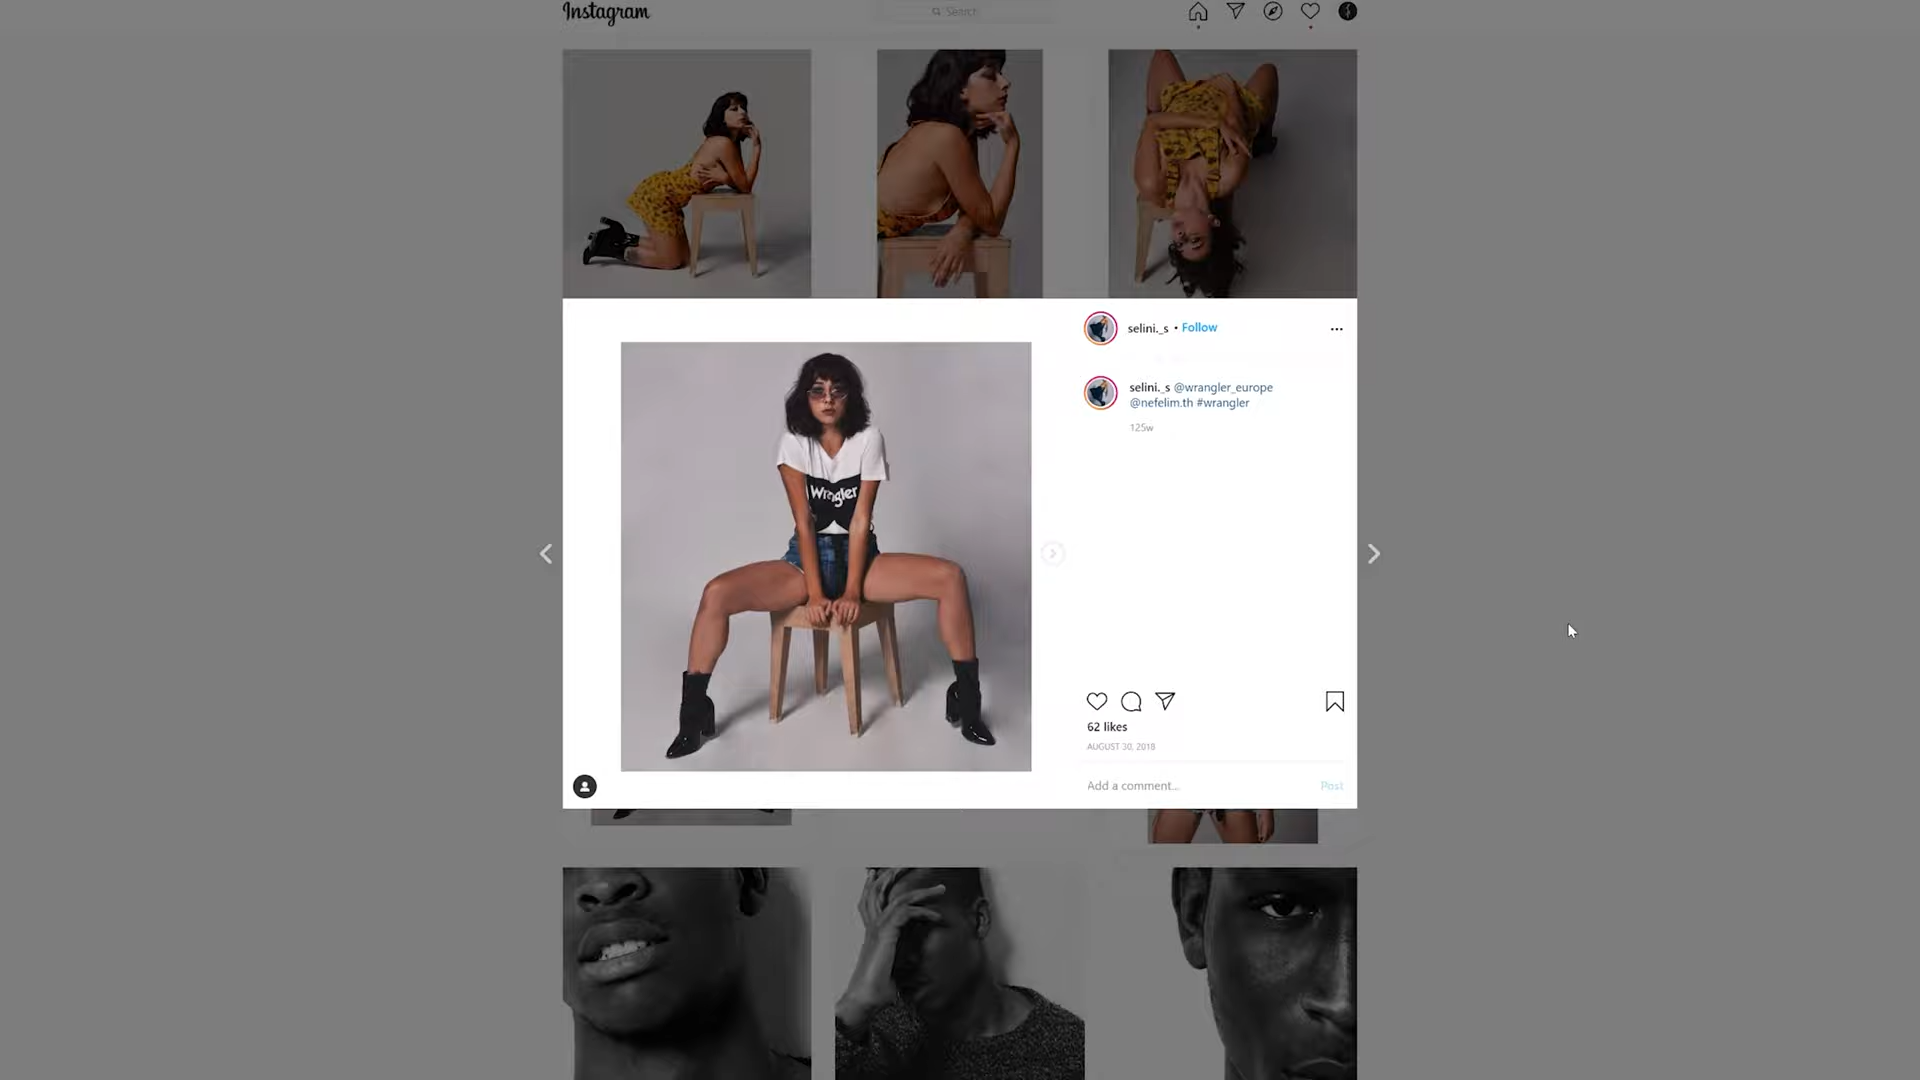 Instagram
Search
selini._s • Follow
selini._s @wrangler_europe
@nefelim.th #wrangler
125w
Wrangler
62 likes
AUGUST 30, 2018
Add a comment...
Post